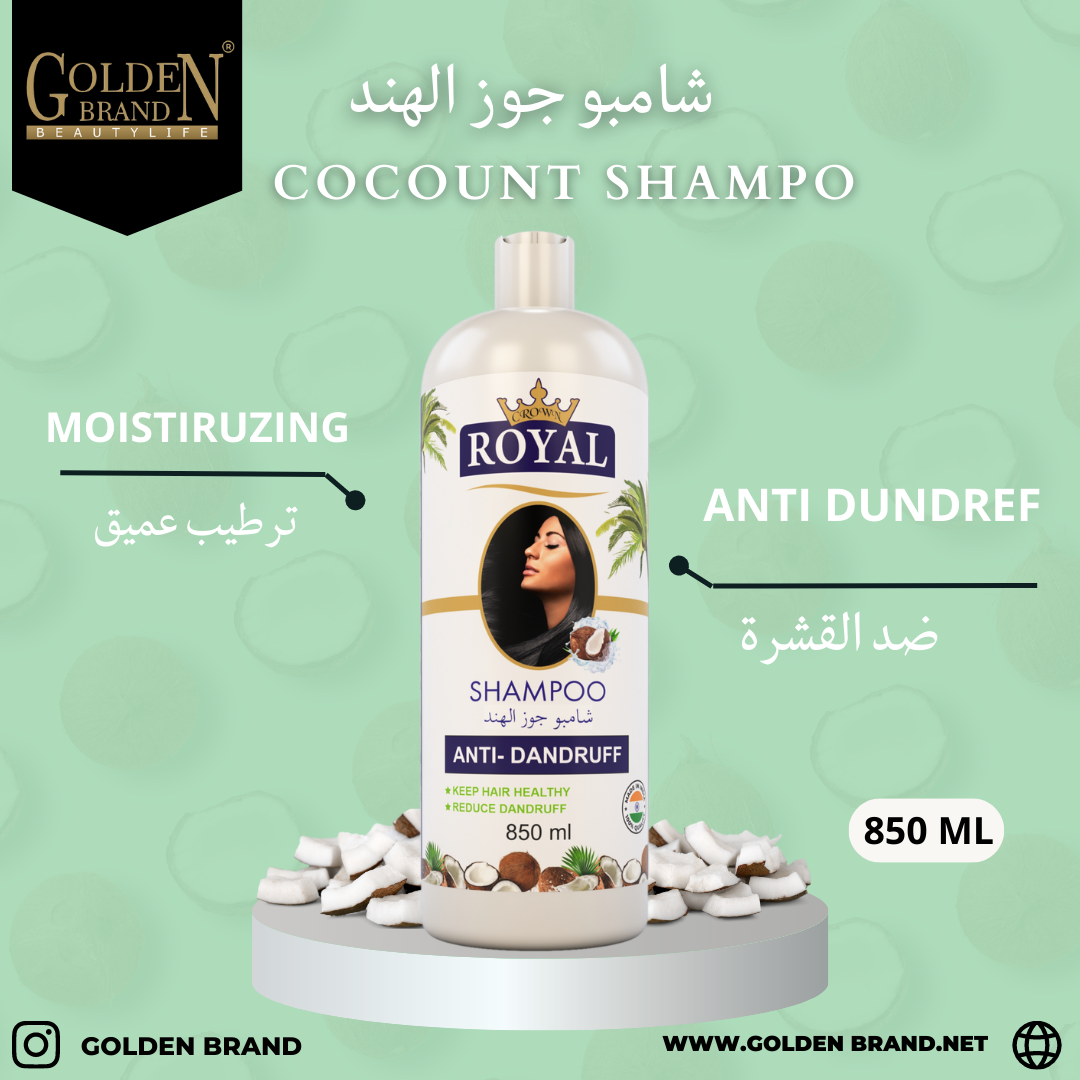 GOLDEN®
BRAND
BEAUTYLIFE
شامبو جوز الهند
COCOUNT SHAMPO
MOISTIRUZING
ترطيب عميق
ANTI DUNDREF
ضد القشرة
CROWN
ROYAL
SHAMPOO
شامبو جوز الهند
ANTI- DANDRUFF
KEEP HAIR HEALTHY
REDUCE DANDRUFF
850 ml
MADE IN
850 ML
GOLDEN BRAND
WWW.GOLDEN BRAND.NET